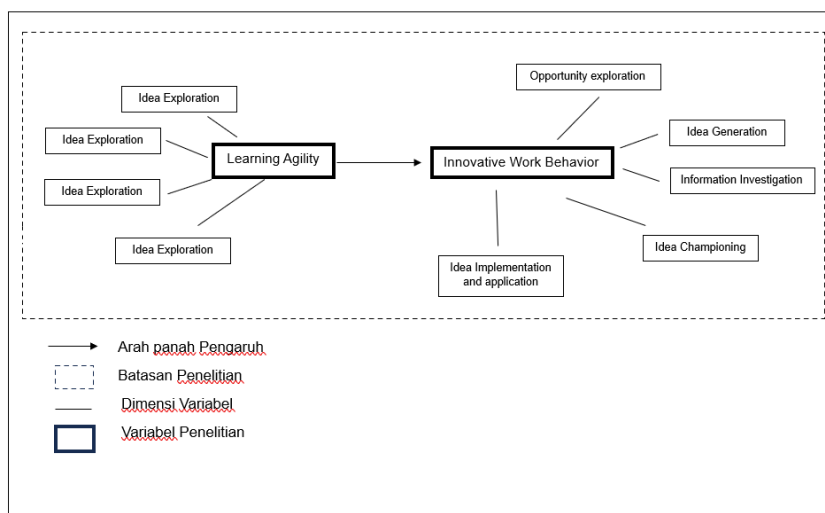 Opportunity exploration
Idea Exploration
Idea Exploration
Idea Generation
Learning Agility
Innovative Work Behavior
Information Investigation
Idea Exploration
Idea Exploration
Idea Championing
Idea Implementation
and application
Arah panah Pengaruh
Batasan Penelitian
Dimensi Variabel
Variabel Penelitian